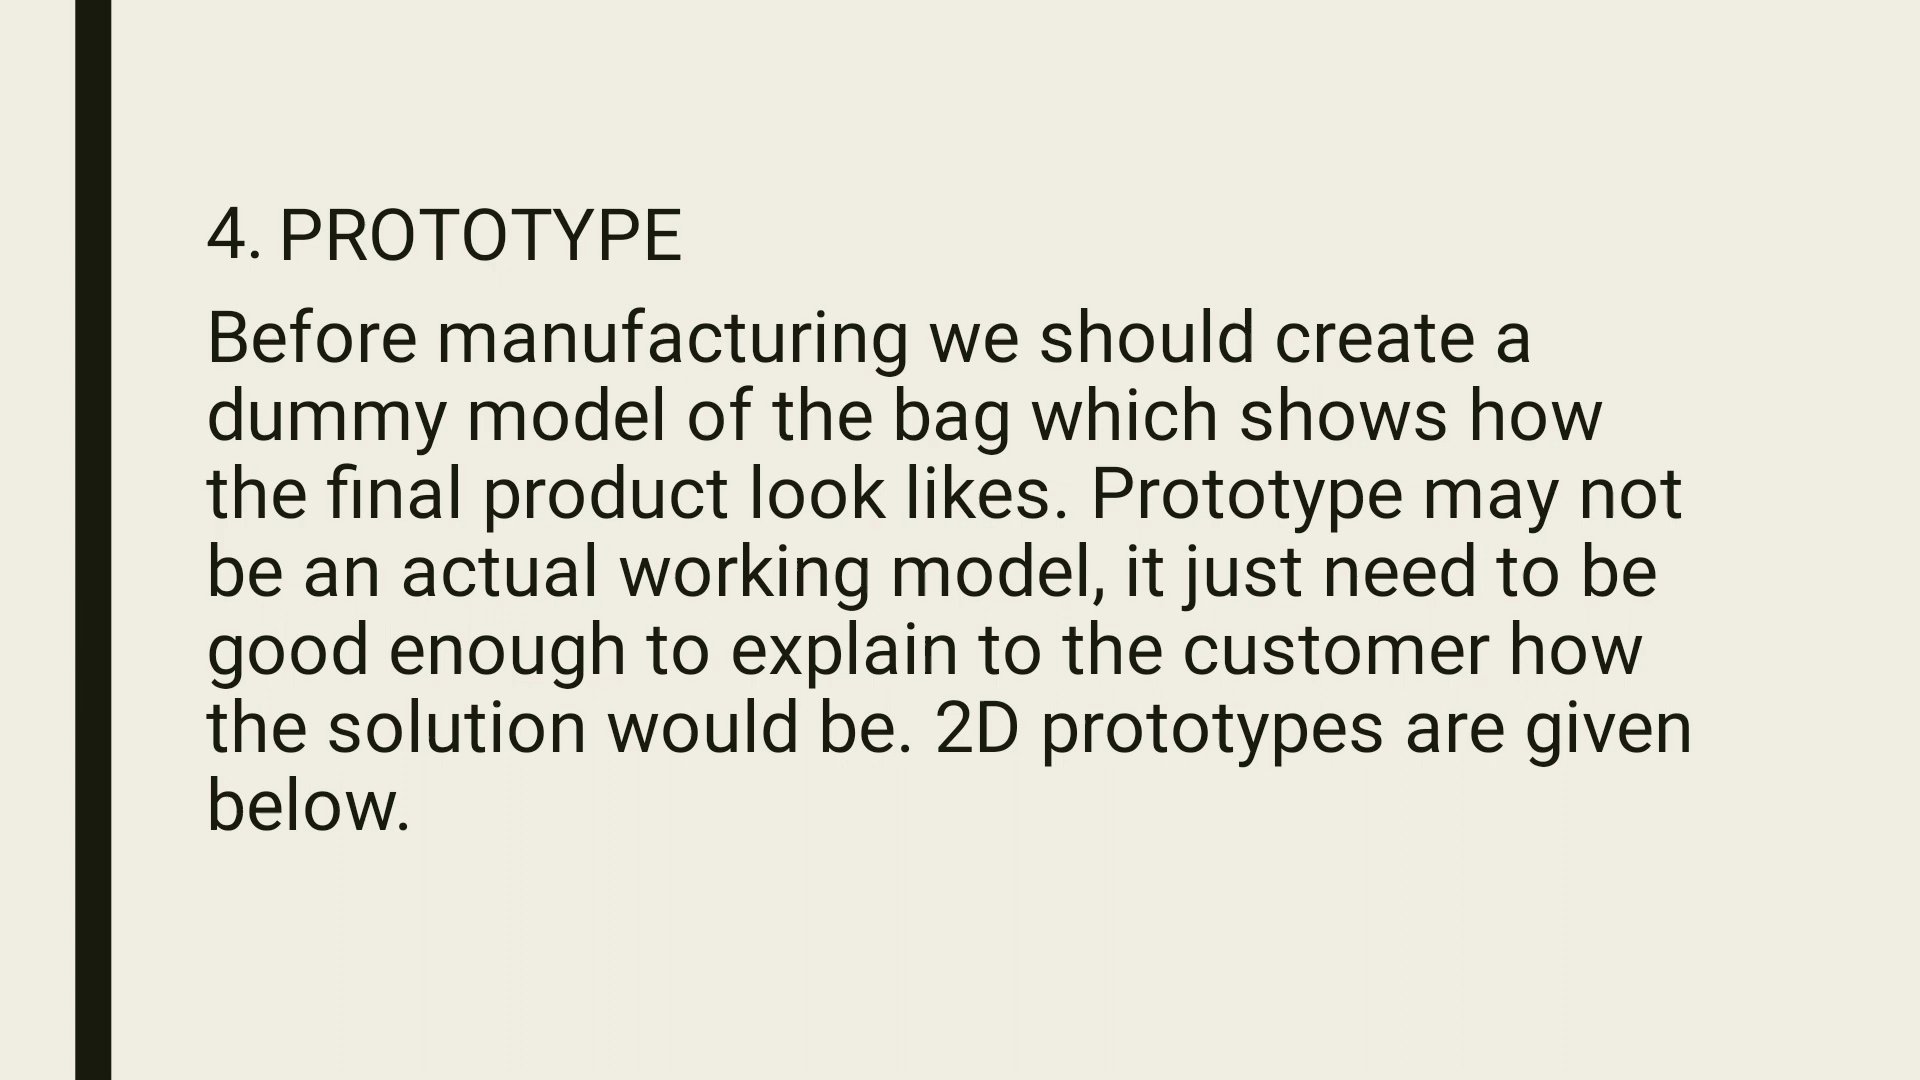 4. PROTOTYPE
Before manufacturing we should create a
dummy model of the bag which shows how
the final product look likes. Prototype may not
be an actual working model, it just need to be
good enough to explain to the customer how
the solution would be. 2D prototypes are given
below.